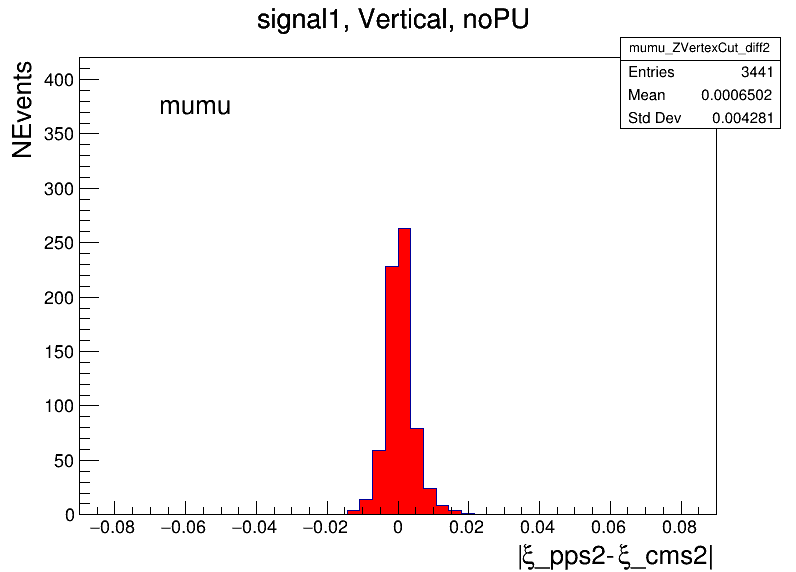 signal1, Vertical, noPU
mumu_ZVertexCut_diff2
Entries 3441
Mean 0.0006502
Std Dev 0.004281
NEvents
mumu
400
350
300
250
200
150
100
50
0
−0.08 −0.06 −0.04 −0.02 0 0.02 0.04 0.06 0.08
|ξ_pps2-ξ_cms2|